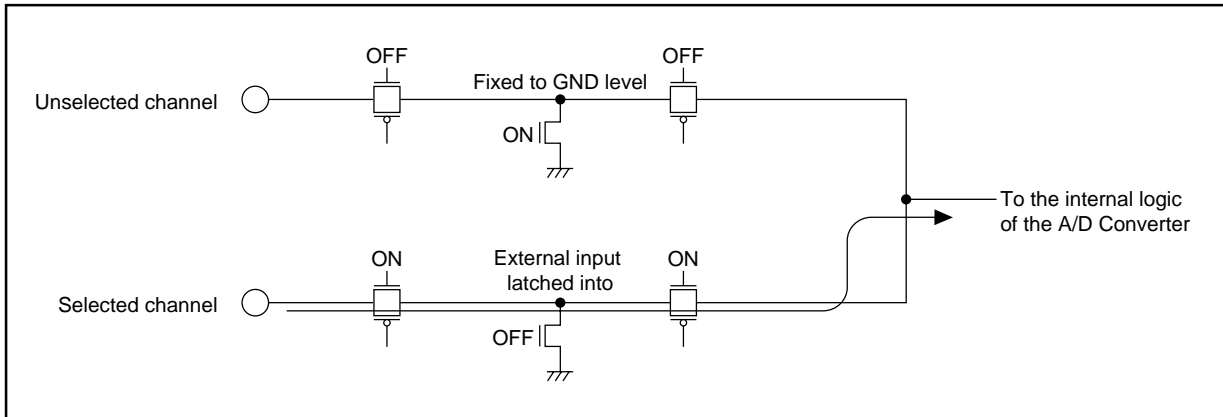 OFF
OFF
Fixed to GND level
Unselected channel
ON
To the internal logic
of the A/D Converter
ON
External input
latched into
ON
Selected channel
OFF